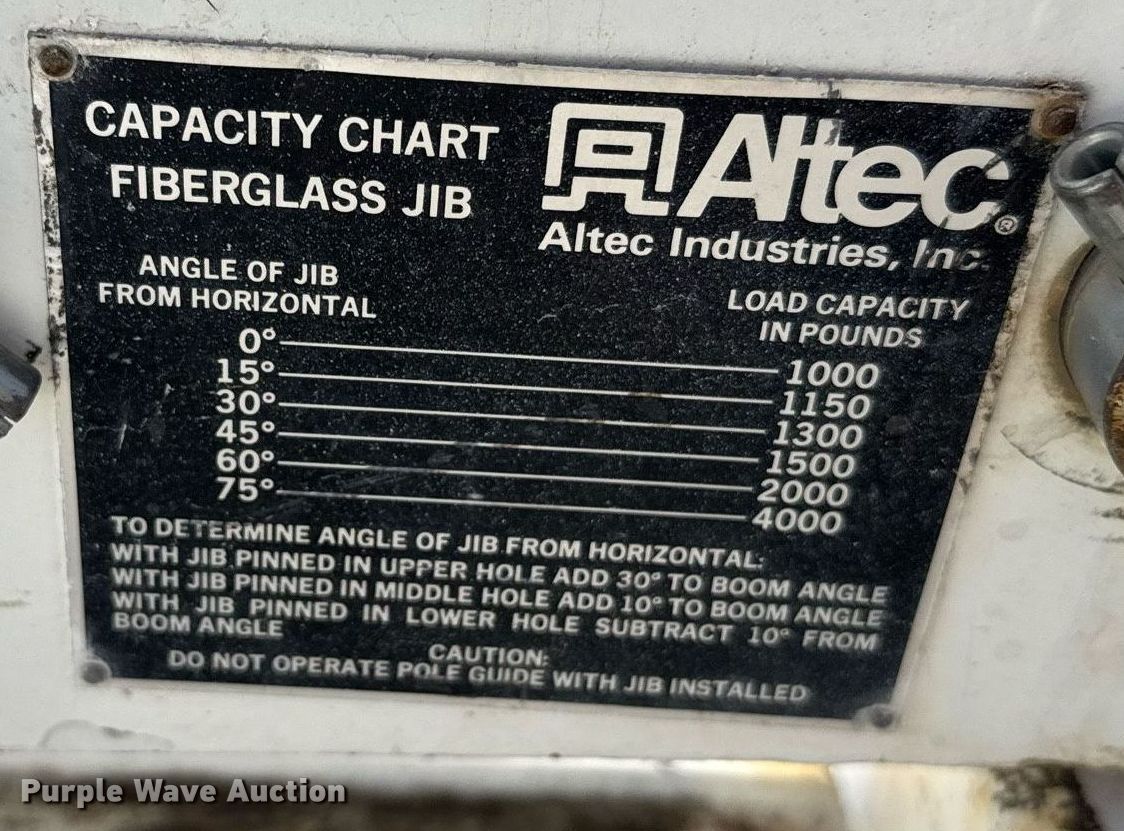 CAPACITY CHART
FIBERGLASS JIB
Altec®
Altec Industries, Inc.
ANGLE OF JIB
FROM HORIZONTAL
LOAD CAPACITY
IN POUNDS
0° 1000
15° 1150
30° 1300
45° 1500
60° 2000
75° 4000
TO DETERMINE ANGLE OF JIB FROM HORIZONTAL:
WITH JIB PINNED IN UPPER HOLE ADD 30° TO BOOM ANGLE
WITH JIB PINNED IN MIDDLE HOLE ADD 10° TO BOOM ANGLE
WITH JIB PINNED IN LOWER HOLE SUBTRACT 10° FROM
BOOM ANGLE
CAUTION:
DO NOT OPERATE POLE GUIDE WITH JIB INSTALLED
Purple Wave Auction